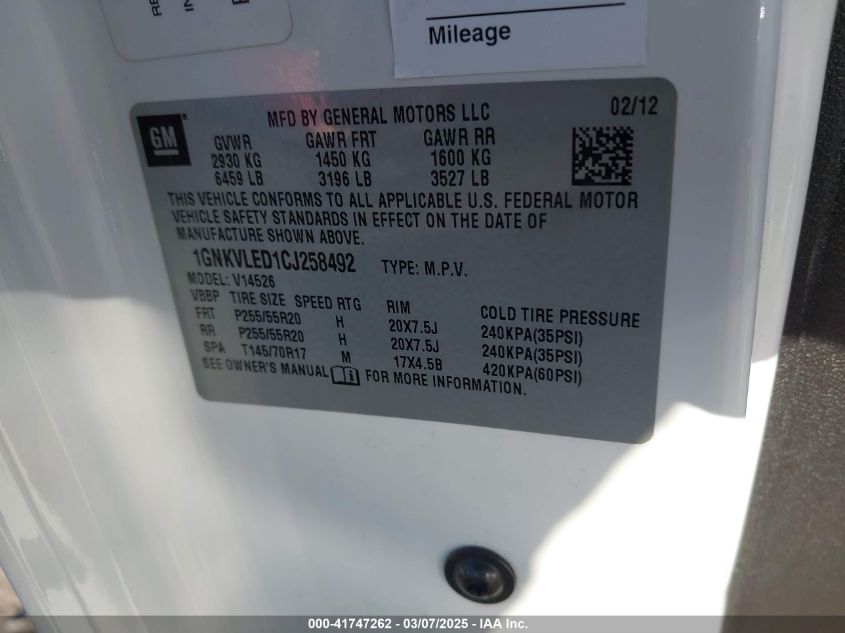 Mileage
GM
MFD BY GENERAL MOTORS LLC 02/12
GVWR GAWR FRT GAWR RR
2930 KG 1450 KG 1600 KG
6459 LB 3196 LB 3527 LB
THIS VEHICLE CONFORMS TO ALL APPLICABLE U.S. FEDERAL MOTOR
VEHICLE SAFETY STANDARDS IN EFFECT ON THE DATE OF
MANUFACTURE SHOWN ABOVE.
1GNKVLED1CJ258492 TYPE: M.P.V.
MODEL: V14526
VBBP TIRE SIZE SPEED RTG RIM COLD TIRE PRESSURE
FRT P255/55R20 H 20X7.5J 240KPA(35PSI)
RR P255/55R20 H 20X7.5J 240KPA(35PSI)
SPA T145/70R17 M 17X4.5B 420KPA(60PSI)
SEE OWNER'S MANUAL FOR MORE INFORMATION.
000-41747262 - 03/07/2025 - IAA Inc.